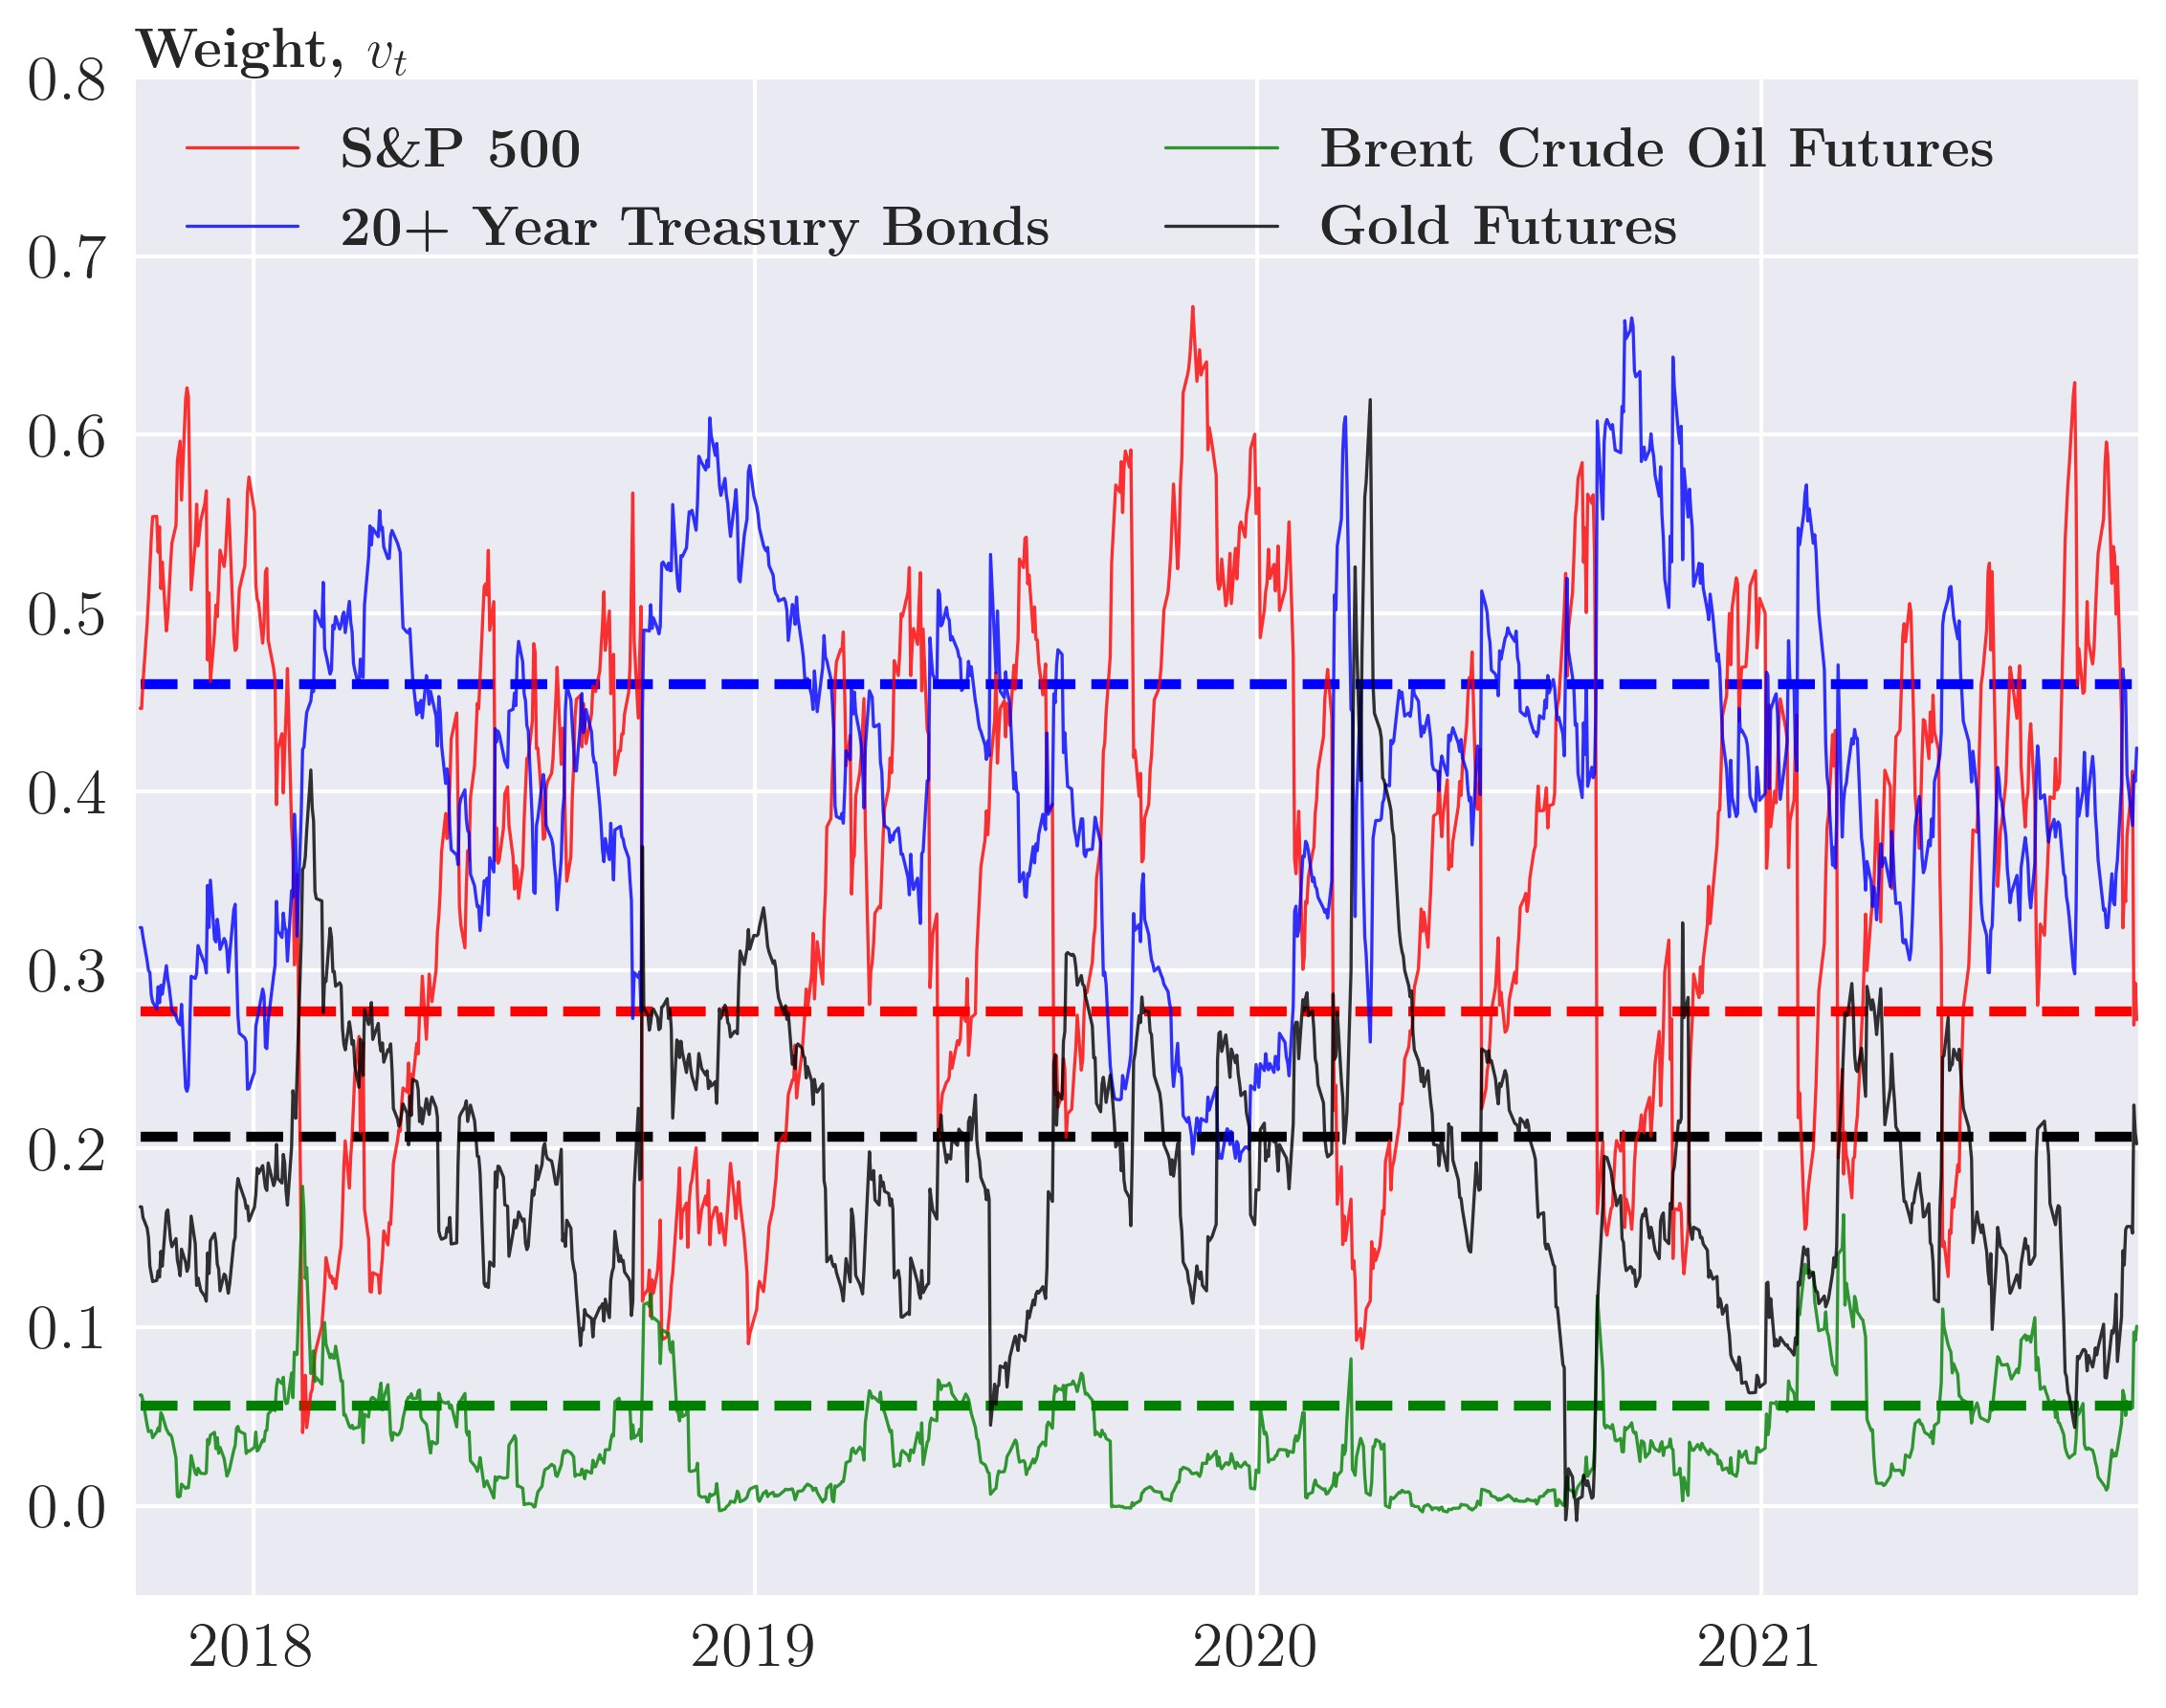 Weight, vₜ
0.8
S&P 500
Brent Crude Oil Futures
20+ Year Treasury Bonds
Gold Futures
0.7
0.6
0.5
0.4
0.3
0.2
0.1
0.0
2018 2019 2020 2021